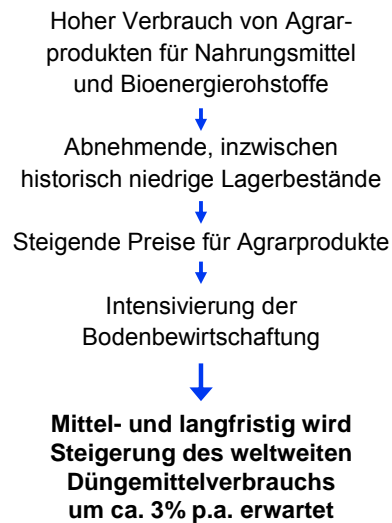 Hoher Verbrauch von Agrar-
produkten für Nahrungsmittel
und Bioenergierohstoffe
Abnehmende, inzwischen
historisch niedrige Lagerbestände
Steigende Preise für Agrarprodukte
Intensivierung der
Bodenbewirtschaftung
Mittel- und langfristig wird
Steigerung des weltweiten
Düngemittelverbrauchs
um ca. 3% p.a. erwartet